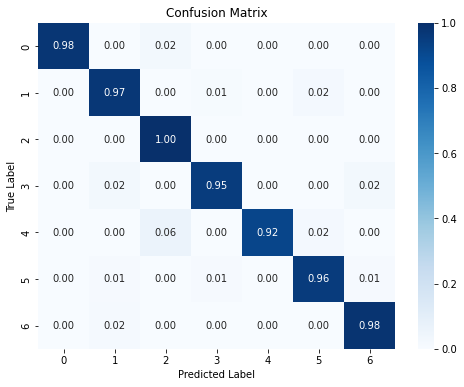 Confusion Matrix
0 0.98 0.00 0.02 0.00 0.00 0.00 0.00
1 0.00 0.97 0.00 0.01 0.00 0.02 0.00
2 0.00 0.00 1.00 0.00 0.00 0.00 0.00
3 0.00 0.02 0.00 0.95 0.00 0.00 0.02
4 0.00 0.00 0.06 0.00 0.92 0.02 0.00
5 0.00 0.01 0.00 0.01 0.00 0.96 0.01
6 0.00 0.02 0.00 0.00 0.00 0.00 0.98
0 1 2 3 4 5 6
Predicted Label
True Label
1.0
0.8
0.6
0.4
0.2
0.0